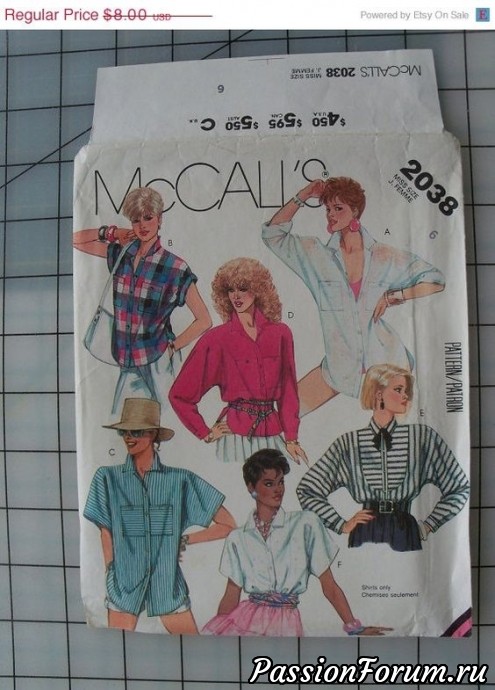 Regular Price $8.00 USD
Powered by Etsy On Sale E
McCALL'S 2038 MISS SIZE J. FEMME
6
$4.50 U.S.A. $5.95 CAN. $5.50 AUST. C N.Z.
McCALL'S®
2038
MISS SIZE
J. FEMME
6
A
B
D
PATTERN/PATRON
E
C
F
Shirts only
Chemises seulement
PassionForum.ru